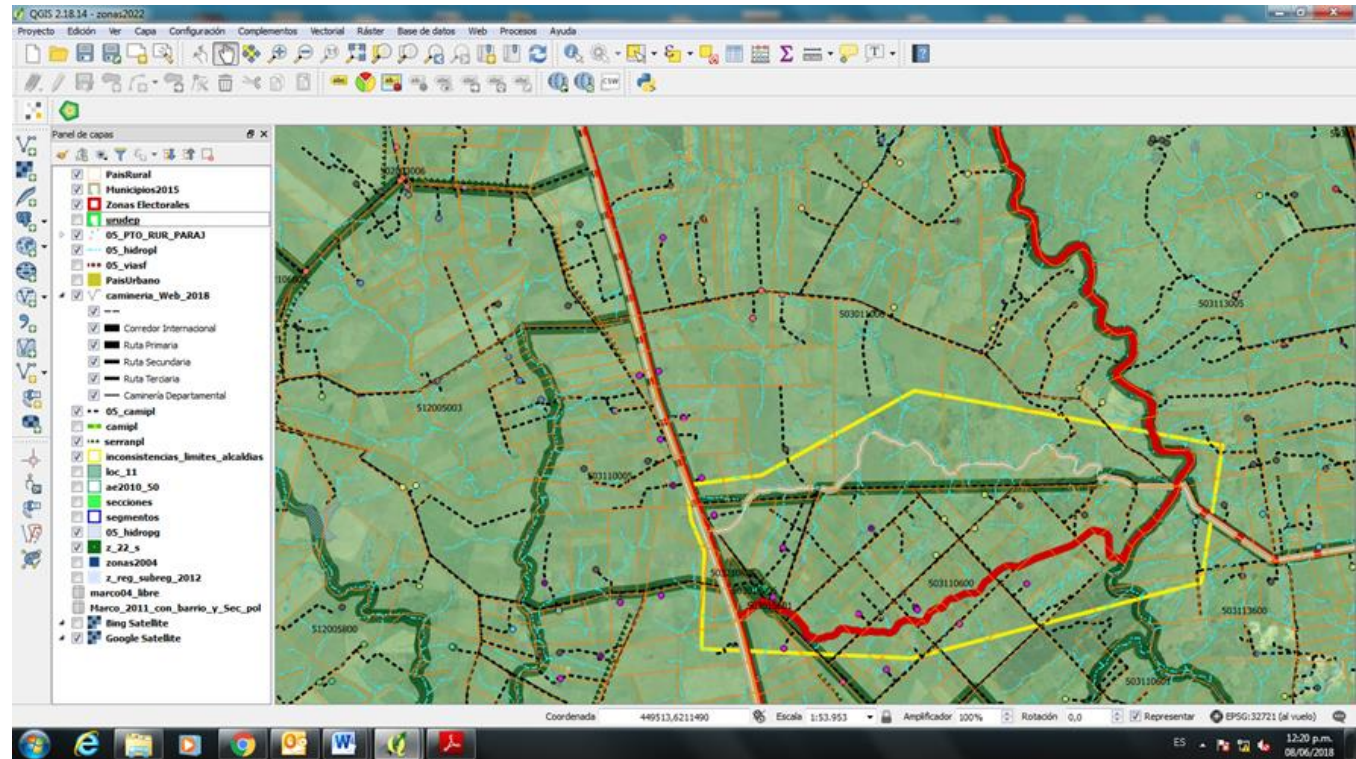 QGIS 2.18.14 - zonas2022
Proyecto Edición Ver Capa Configuración Complementos Vectorial Ráster Base de datos Web Procesos Ayuda
CSW
Panel de capas
PaisRural
Municipios2015
Zonas Electorales
urudep
05_PTO_RUR_PARAJ
05_hidropl
05_viasf
PaisUrbano
camineria_Web_2018
Corredor Internacional
Ruta Primaria
Ruta Secundaria
Ruta Terciaria
Caminería Departamental
05_camipl
camipl
serranpl
inconsistencias_limites_alcaldias
loc_11
ae2010_50
secciones
segmentos
05_hidropg
z_22_s
zonas2004
z_reg_subreg_2012
marco04_libre
Marco_2011_con_barrio_y_Sec_pol
Bing Satellite
Google Satellite
503113005
512005003
503110005
503110600
503113600
512005800
503110601
Coordenada 449513,6211490 Escala 1:53.953 Amplificador 100% Rotación 0,0 Representar EPSG:32721 (al vuelo)
ES 12:20 p.m.
08/06/2018